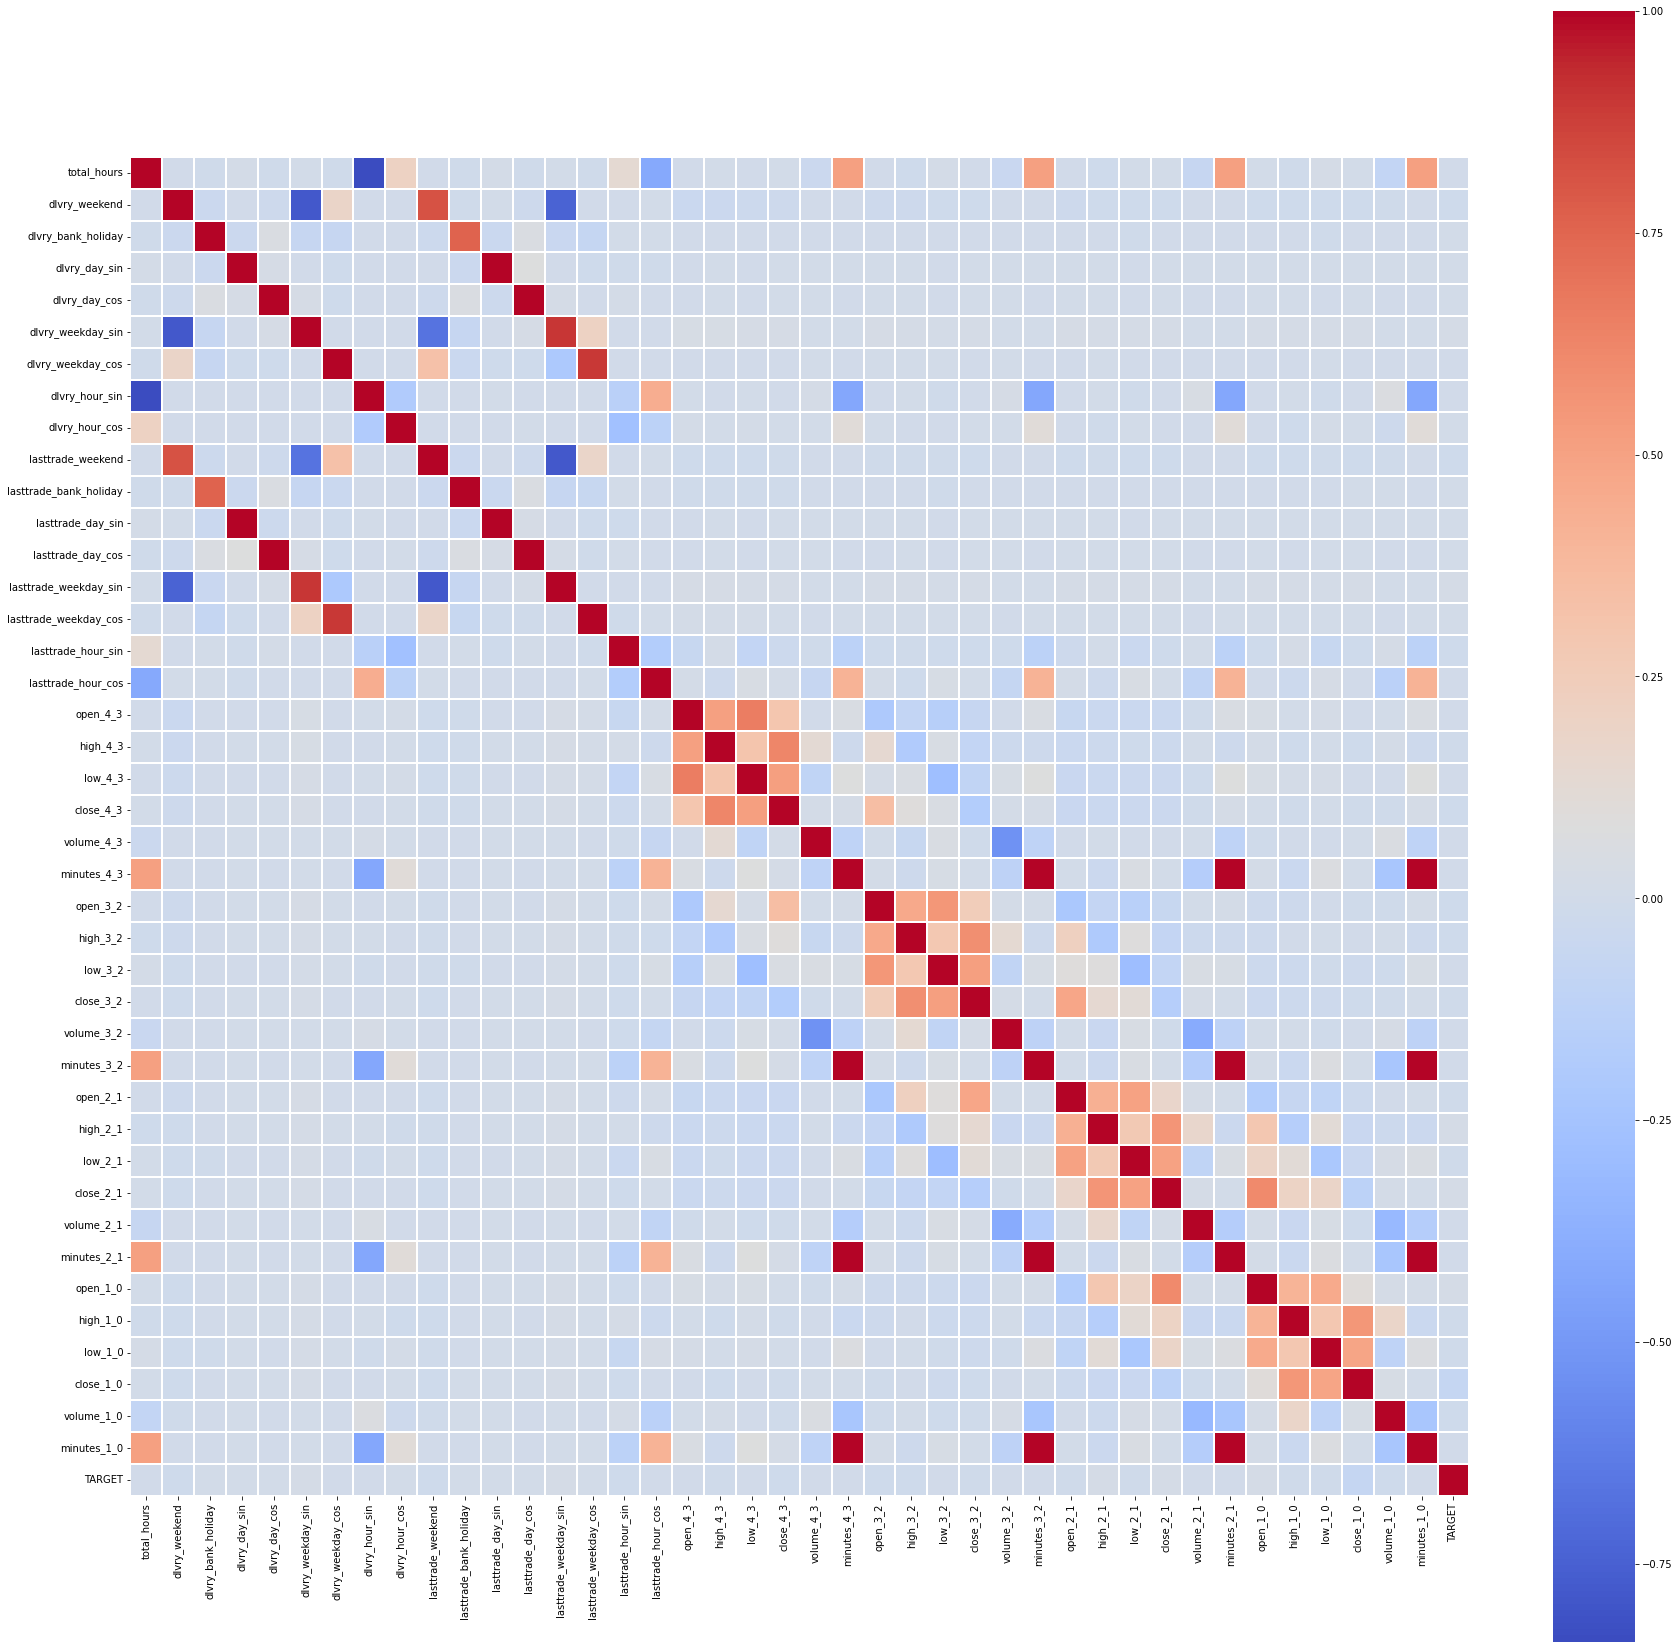 1.00
0.75
0.50
0.25
0.00
−0.25
−0.50
−0.75
total_hours
dlvry_weekend
dlvry_bank_holiday
dlvry_day_sin
dlvry_day_cos
dlvry_weekday_sin
dlvry_weekday_cos
dlvry_hour_sin
dlvry_hour_cos
lasttrade_weekend
lasttrade_bank_holiday
lasttrade_day_sin
lasttrade_day_cos
lasttrade_weekday_sin
lasttrade_weekday_cos
lasttrade_hour_sin
lasttrade_hour_cos
open_4_3
high_4_3
low_4_3
close_4_3
volume_4_3
minutes_4_3
open_3_2
high_3_2
low_3_2
close_3_2
volume_3_2
minutes_3_2
open_2_1
high_2_1
low_2_1
close_2_1
volume_2_1
minutes_2_1
open_1_0
high_1_0
low_1_0
close_1_0
volume_1_0
minutes_1_0
TARGET
total_hours
dlvry_weekend
dlvry_bank_holiday
dlvry_day_sin
dlvry_day_cos
dlvry_weekday_sin
dlvry_weekday_cos
dlvry_hour_sin
dlvry_hour_cos
lasttrade_weekend
lasttrade_bank_holiday
lasttrade_day_sin
lasttrade_day_cos
lasttrade_weekday_sin
lasttrade_weekday_cos
lasttrade_hour_sin
lasttrade_hour_cos
open_4_3
high_4_3
low_4_3
close_4_3
volume_4_3
minutes_4_3
open_3_2
high_3_2
low_3_2
close_3_2
volume_3_2
minutes_3_2
open_2_1
high_2_1
low_2_1
close_2_1
volume_2_1
minutes_2_1
open_1_0
high_1_0
low_1_0
close_1_0
volume_1_0
minutes_1_0
TARGET